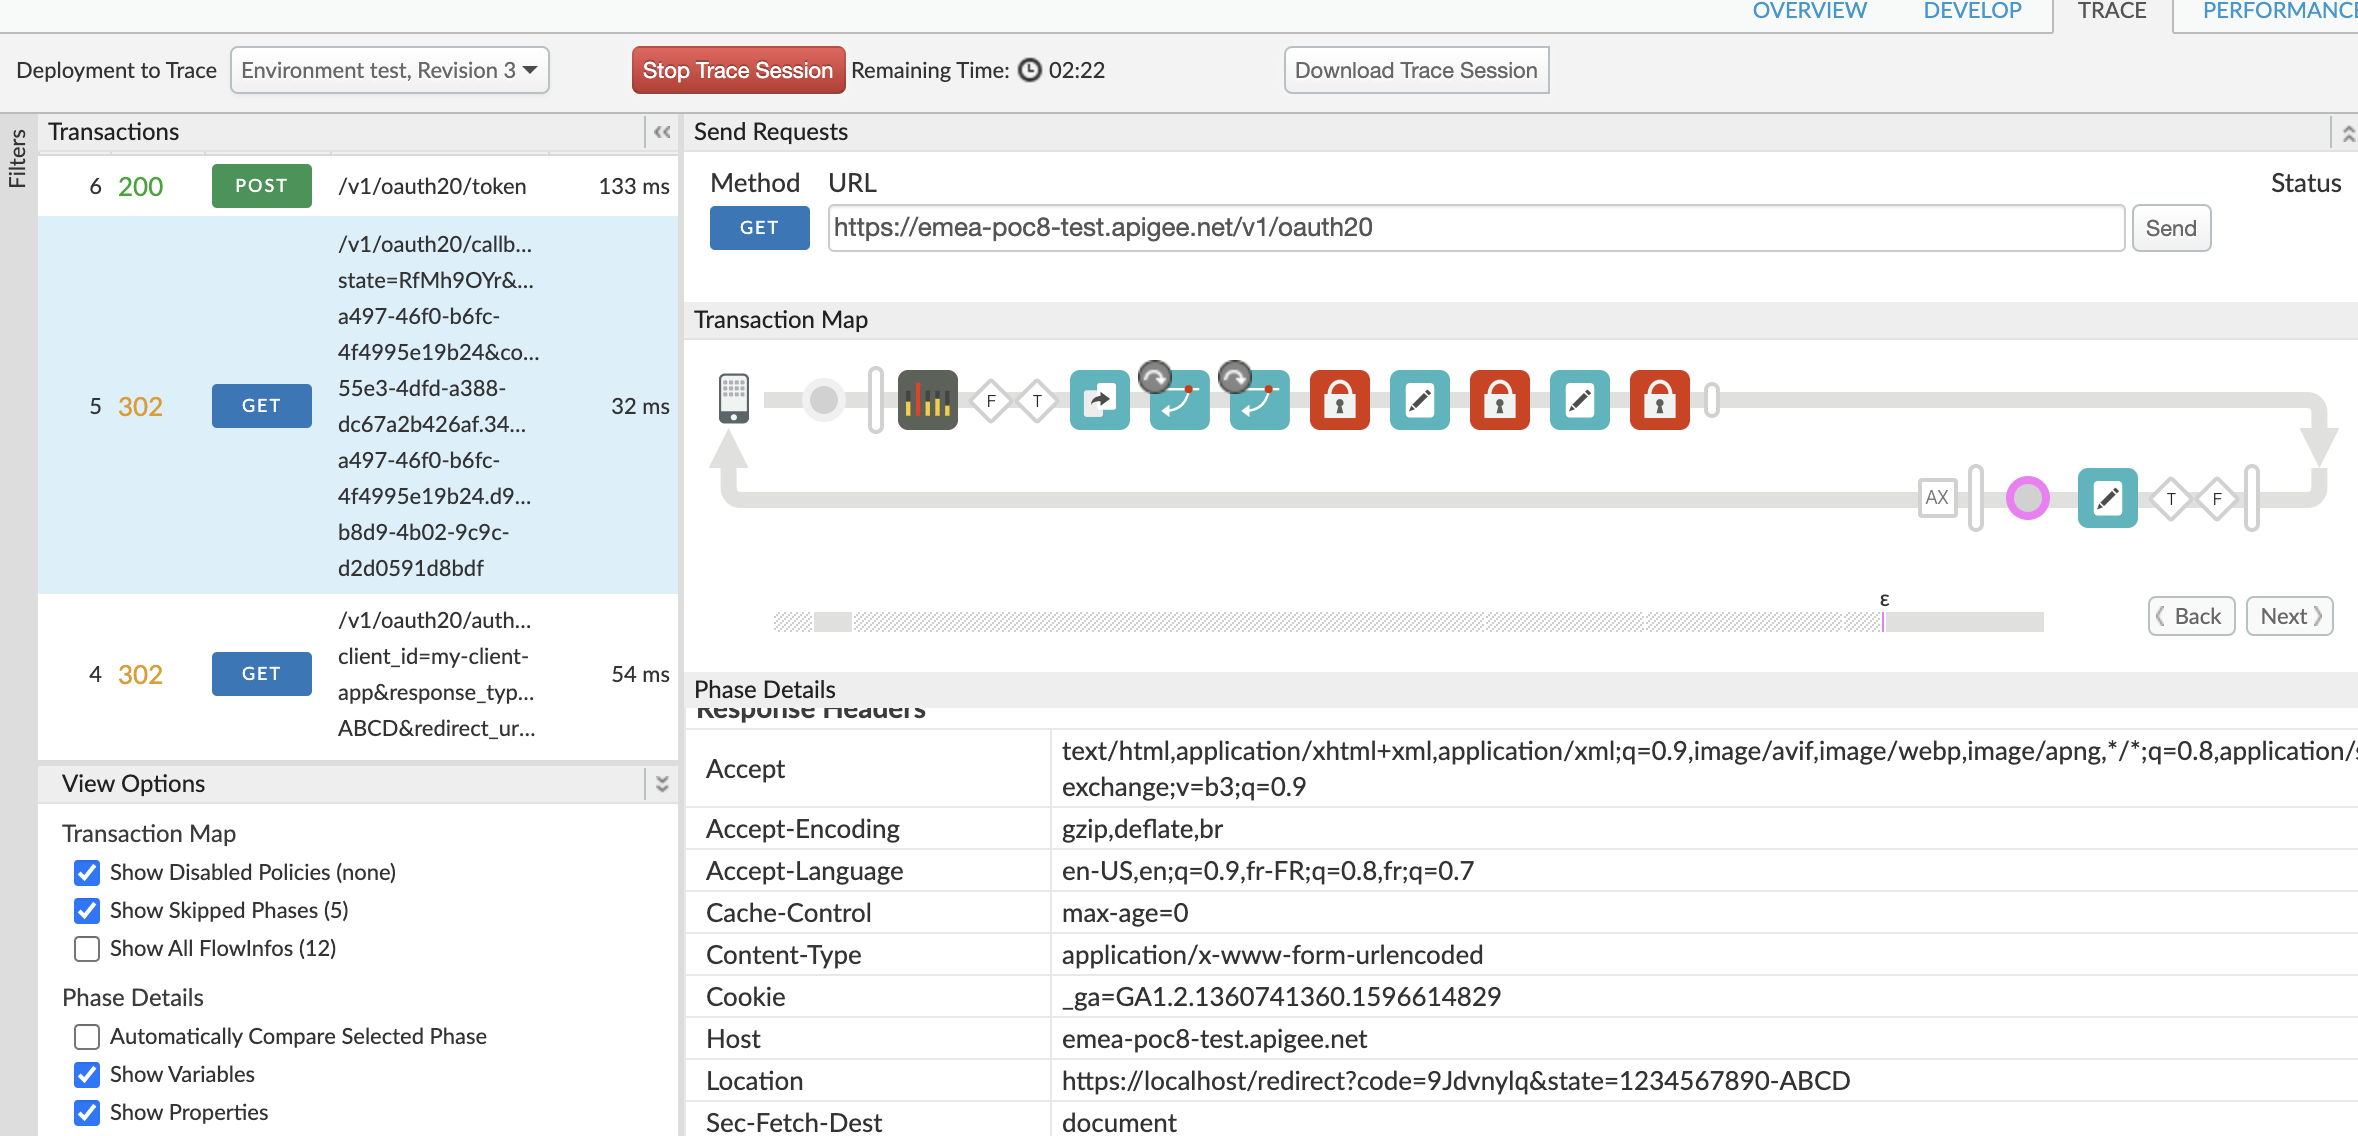 OVERVIEW DEVELOP TRACE PERFORMANCE
Deployment to Trace Environment test, Revision 3 Stop Trace Session Remaining Time: 02:22 Download Trace Session
Filters
Transactions
6 200 POST /v1/oauth20/token 133 ms
/v1/oauth20/callb...
state=RfMh9OYr&...
a497-46f0-b6fc-
4f4995e19b24&co...
55e3-4dfd-a388-
5 302 GET 32 ms
dc67a2b426af.34...
a497-46f0-b6fc-
4f4995e19b24.d9...
b8d9-4b02-9c9c-
d2d0591d8bdf
/v1/oauth20/auth...
client_id=my-client-
4 302 GET 54 ms
app&response_typ...
ABCD&redirect_ur...
View Options
Transaction Map
Show Disabled Policies (none)
Show Skipped Phases (5)
Show All FlowInfos (12)
Phase Details
Automatically Compare Selected Phase
Show Variables
Show Properties
Send Requests
Method URL Status
GET https://emea-poc8-test.apigee.net/v1/oauth20 Send
Transaction Map
F T
AX T F
ε
Back Next
Phase Details
Response Headers
Accept text/html,application/xhtml+xml,application/xml;q=0.9,image/avif,image/webp,image/apng,*/*;q=0.8,application/
exchange;v=b3;q=0.9
Accept-Encoding gzip,deflate,br
Accept-Language en-US,en;q=0.9,fr-FR;q=0.8,fr;q=0.7
Cache-Control max-age=0
Content-Type application/x-www-form-urlencoded
Cookie _ga=GA1.2.1360741360.1596614829
Host emea-poc8-test.apigee.net
Location https://localhost/redirect?code=9Jdvnylq&state=1234567890-ABCD
Sec-Fetch-Dest document